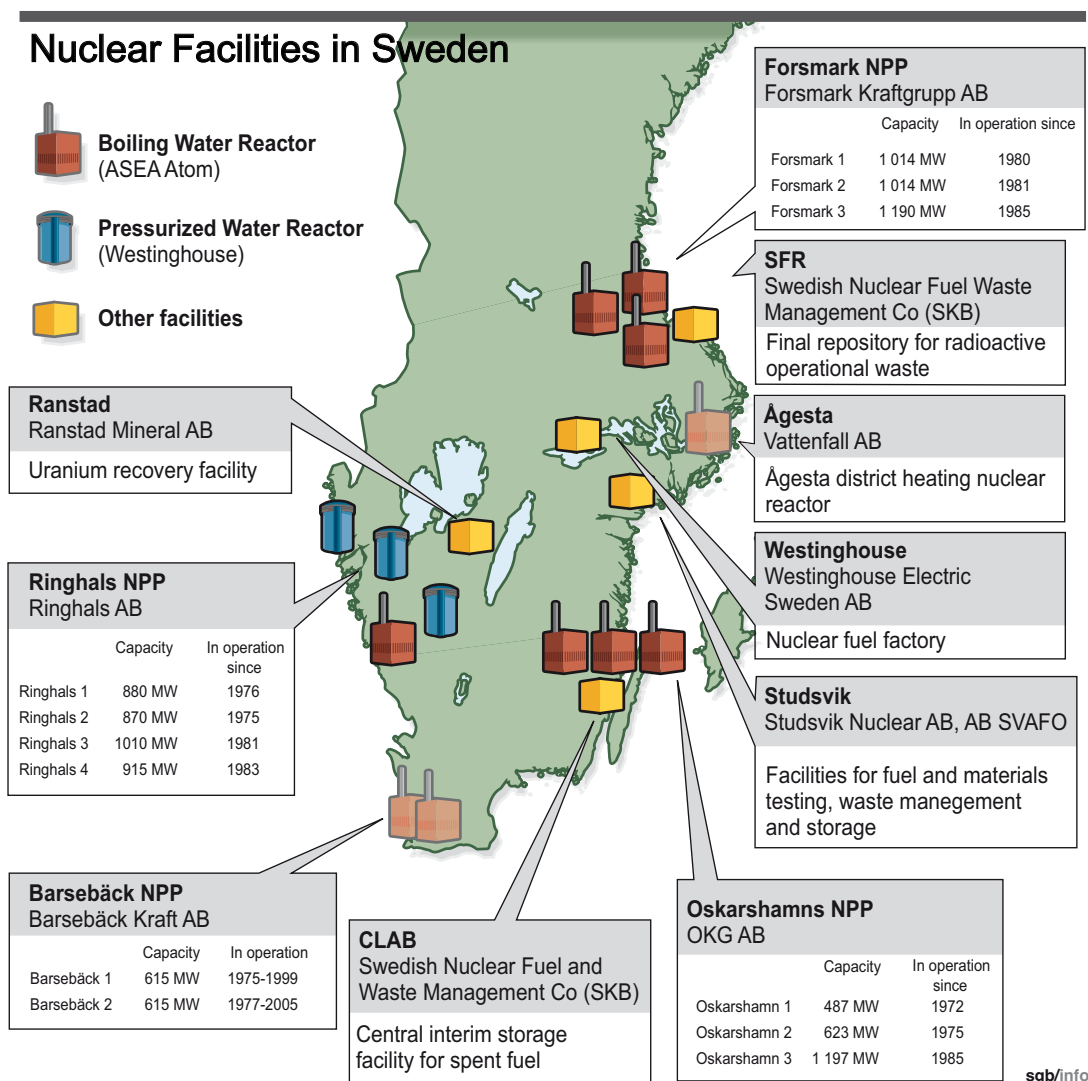 Nuclear Facilities in Sweden
Boiling Water Reactor
(ASEA Atom)
Pressurized Water Reactor
(Westinghouse)
Other facilities
Forsmark NPP
Forsmark Kraftgrupp AB
Capacity In operation since
Forsmark 1 1 014 MW 1980
Forsmark 2 1 014 MW 1981
Forsmark 3 1 190 MW 1985
SFR
Swedish Nuclear Fuel Waste
Management Co (SKB)
Final repository for radioactive
operational waste
Ågesta
Vattenfall AB
Ågesta district heating nuclear
reactor
Westinghouse
Westinghouse Electric
Sweden AB
Nuclear fuel factory
Studsvik
Studsvik Nuclear AB, AB SVAFO
Facilities for fuel and materials
testing, waste manegement
and storage
Ranstad
Ranstad Mineral AB
Uranium recovery facility
Ringhals NPP
Ringhals AB
Capacity In operation
since
Ringhals 1 880 MW 1976
Ringhals 2 870 MW 1975
Ringhals 3 1010 MW 1981
Ringhals 4 915 MW 1983
Barsebäck NPP
Barsebäck Kraft AB
Capacity In operation
Barsebäck 1 615 MW 1975-1999
Barsebäck 2 615 MW 1977-2005
CLAB
Swedish Nuclear Fuel and
Waste Management Co (SKB)
Central interim storage
facility for spent fuel
Oskarshamns NPP
OKG AB
Capacity In operation
since
Oskarshamn 1 487 MW 1972
Oskarshamn 2 623 MW 1975
Oskarshamn 3 1 197 MW 1985
sgb/info